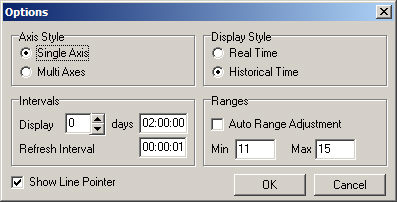 Options
Axis Style
Single Axis
Multi Axes
Display Style
Real Time
Historical Time
Intervals
Display 0 days 02:00:00
Refresh Interval 00:00:01
Ranges
Auto Range Adjustment
Min 11 Max 15
Show Line Pointer
OK Cancel